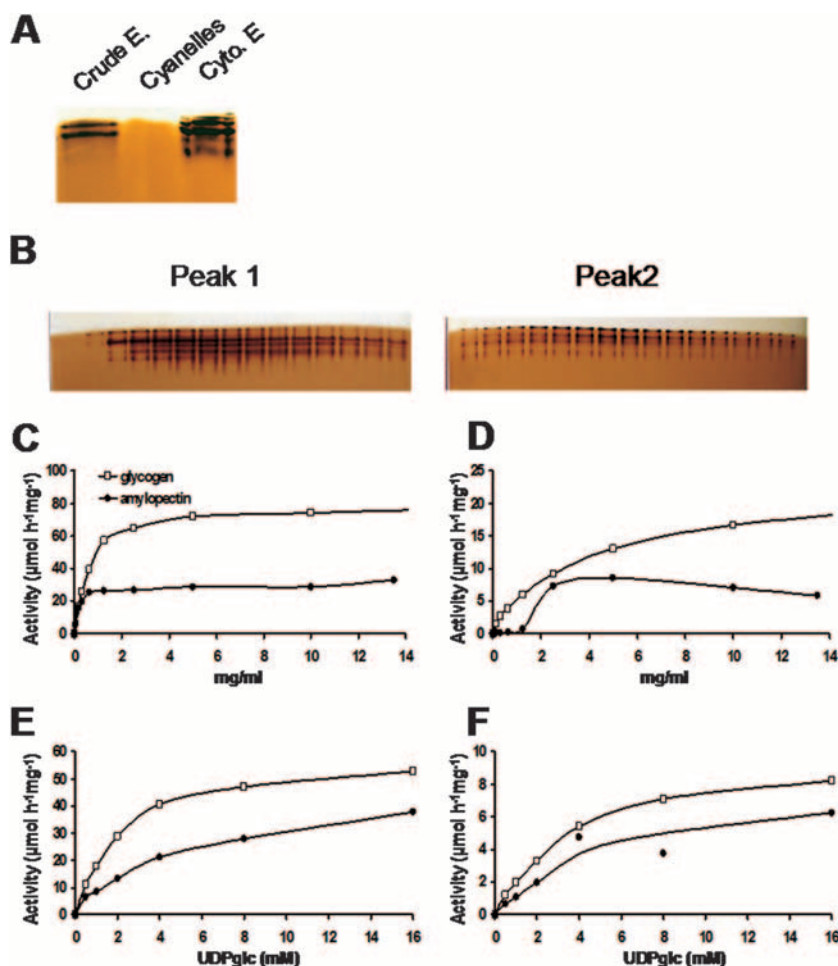 A
Crude E. Cyanelles Cyto. E
B
Peak 1 Peak2
C
Activity (µmol h-1mg-1)
100
80
60
40
20
0
glycogen
amylopectin
0 2 4 6 8 10 12 14
mg/ml
D
Activity (µmol h-1mg-1)
25
20
15
10
5
0
0 2 4 6 8 10 12 14
mg/ml
E
Activity (µmol h-1mg-1)
60
50
40
30
20
10
0
0 2 4 6 8 10 12 14 16
UDPglc (mM)
F
Activity (µmol h-1mg-1)
10
8
6
4
2
0
0 2 4 6 8 10 12 14 16
UDPglc (mM)